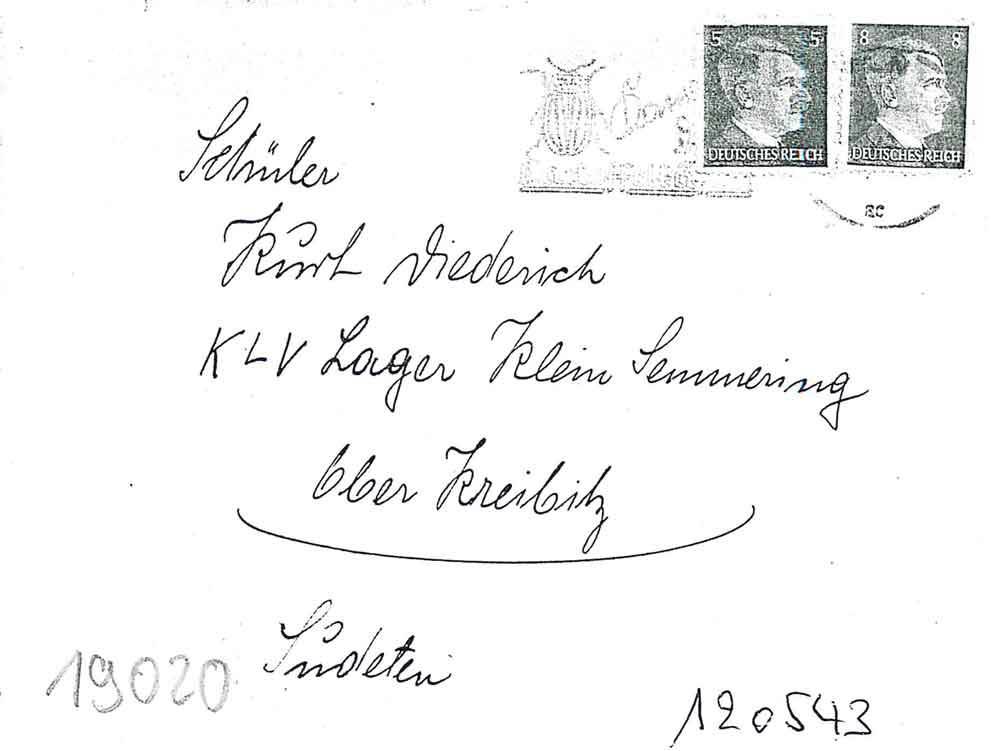 5 5
8 8
DEUTSCHES REICH
DEUTSCHES REICH
Schüler
Kurt Diederich
KLV Lager Klein Semmering
Ober Kreibitz
Sudeten
19020
120543